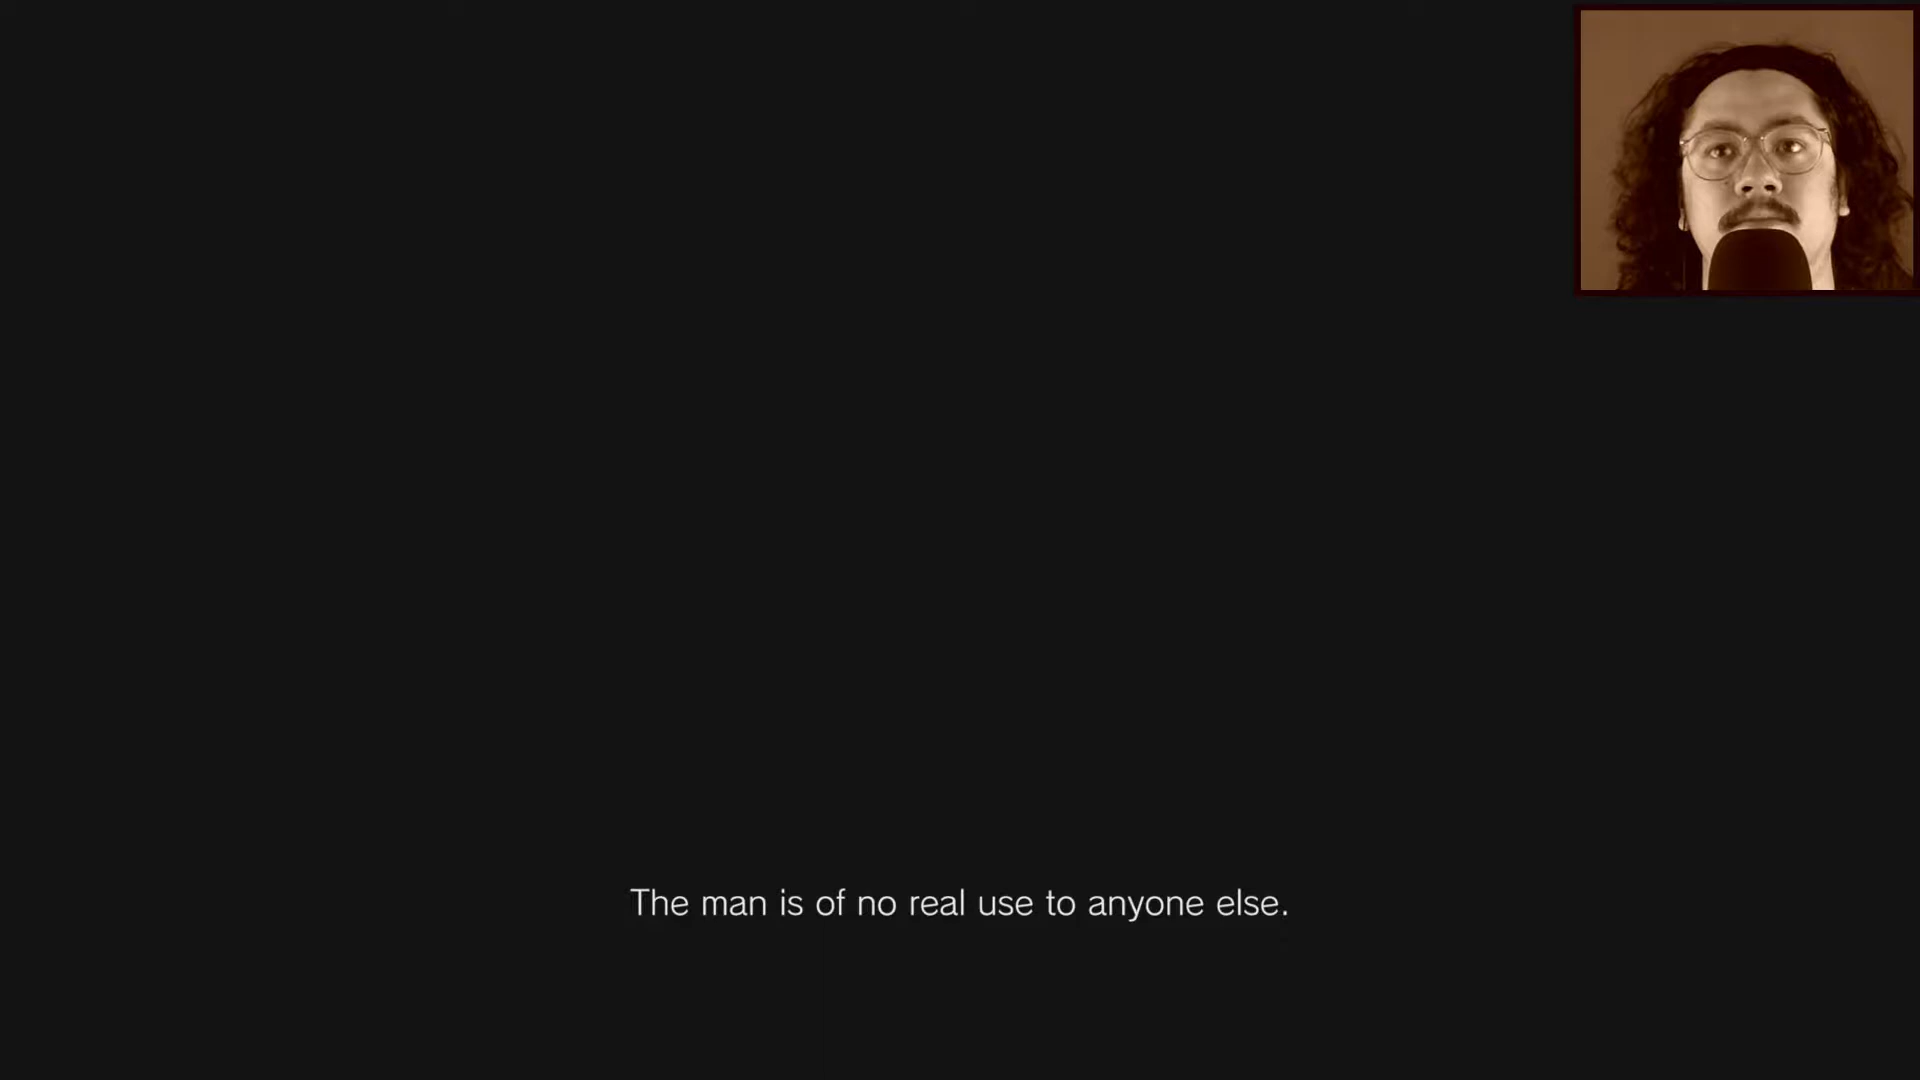 The man is of no real use to anyone else.